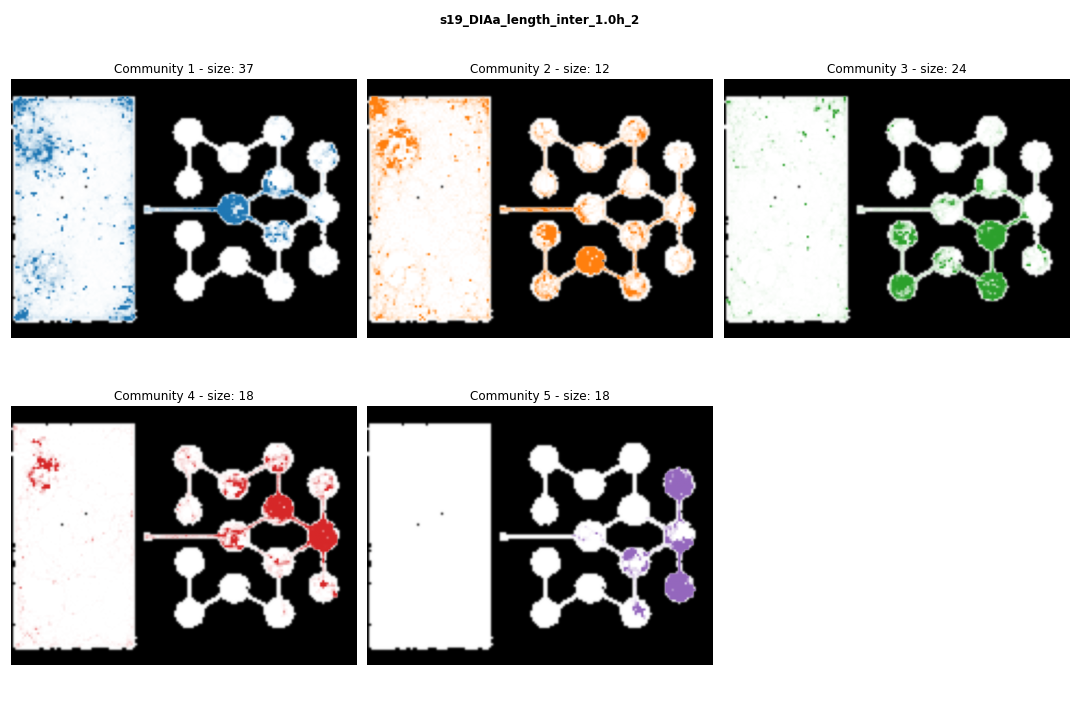 s19_DIAa_length_inter_1.0h_2
Community 1 - size: 37
Community 2 - size: 12
Community 3 - size: 24
Community 4 - size: 18
Community 5 - size: 18